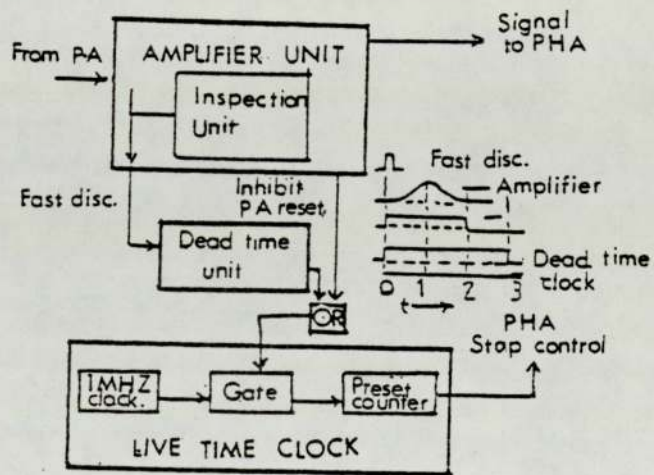 From PA
AMPLIFIER UNIT
Signal
to PHA
Inspection
Unit
Fast disc.
Inhibit
PA reset,
Fast disc.
Amplifier
Dead time
unit
Dead time
clock
0 1 2 3
t
OR
PHA
Stop control
1MHZ
clock.
Gate
Preset
counter
LIVE TIME CLOCK